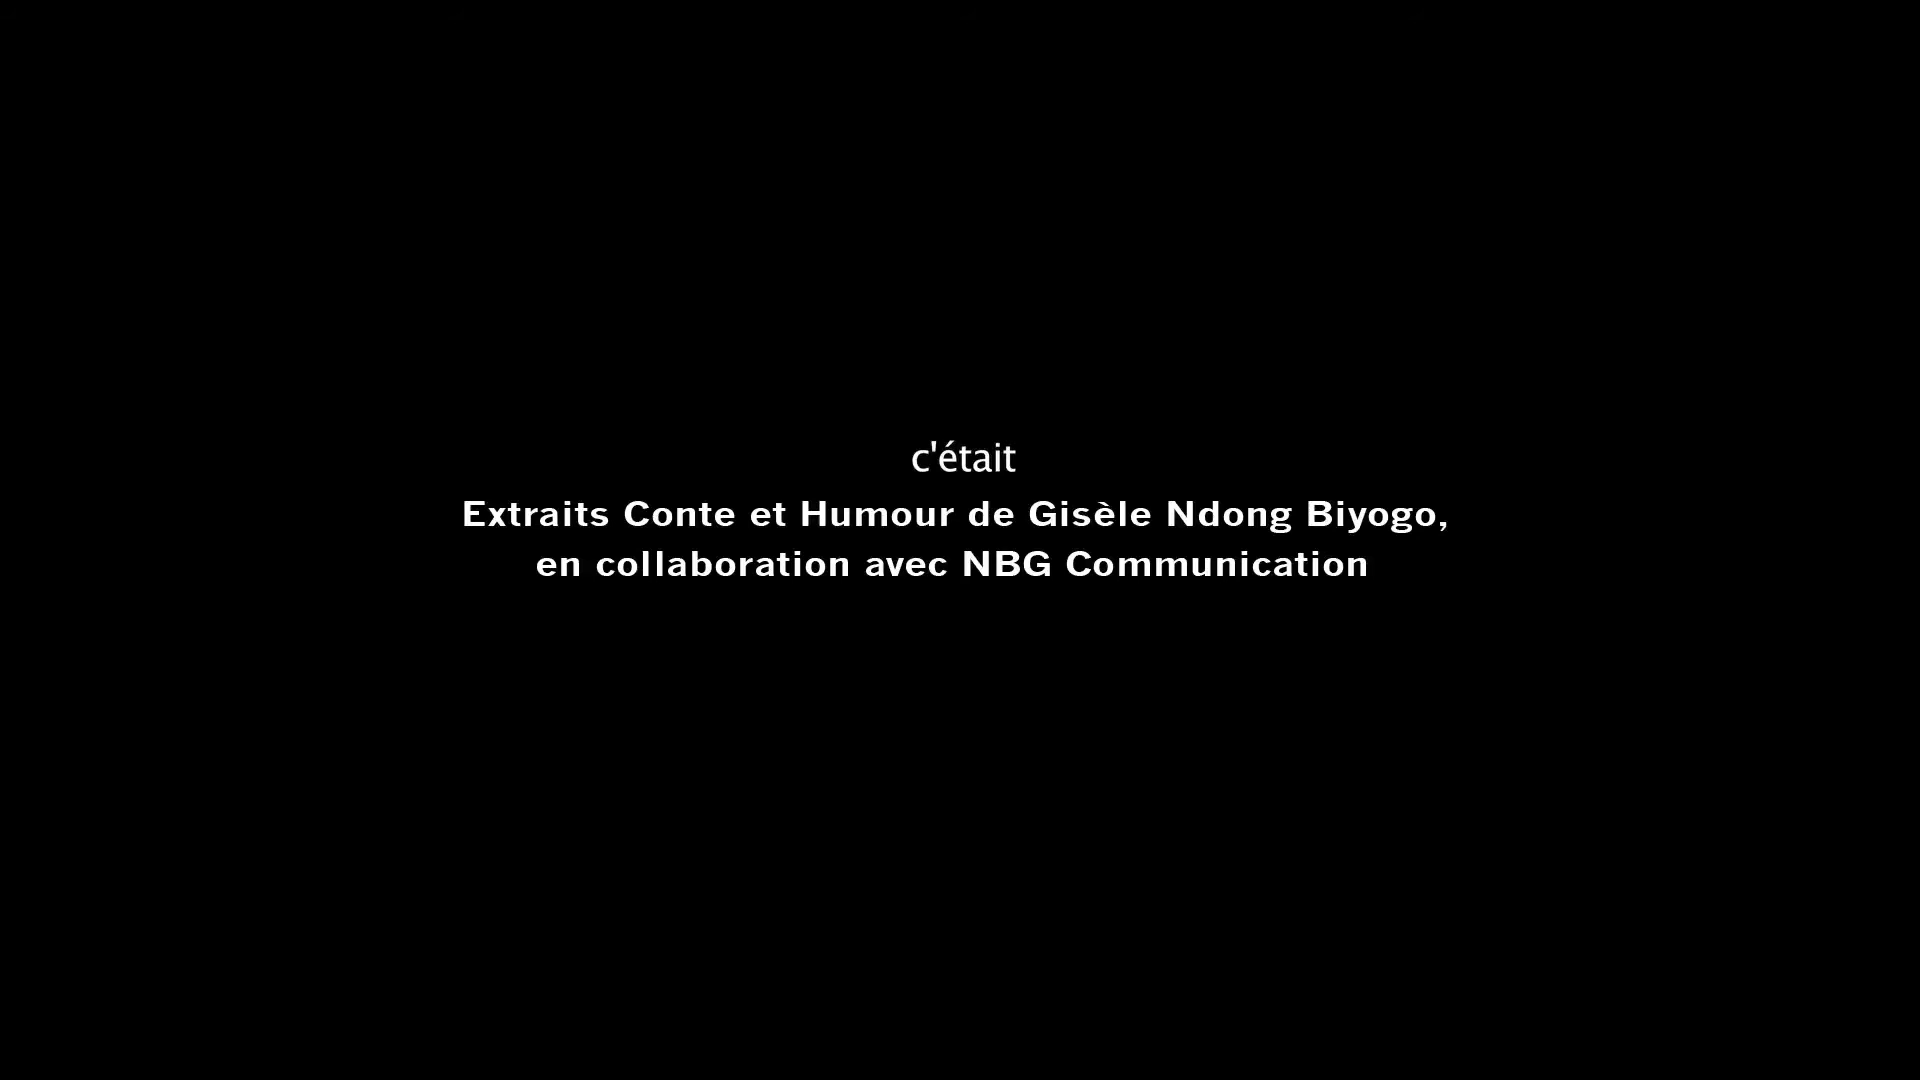 c'était
Extraits Conte et Humour de Gisèle Ndong Biyogo,
en collaboration avec NBG Communication